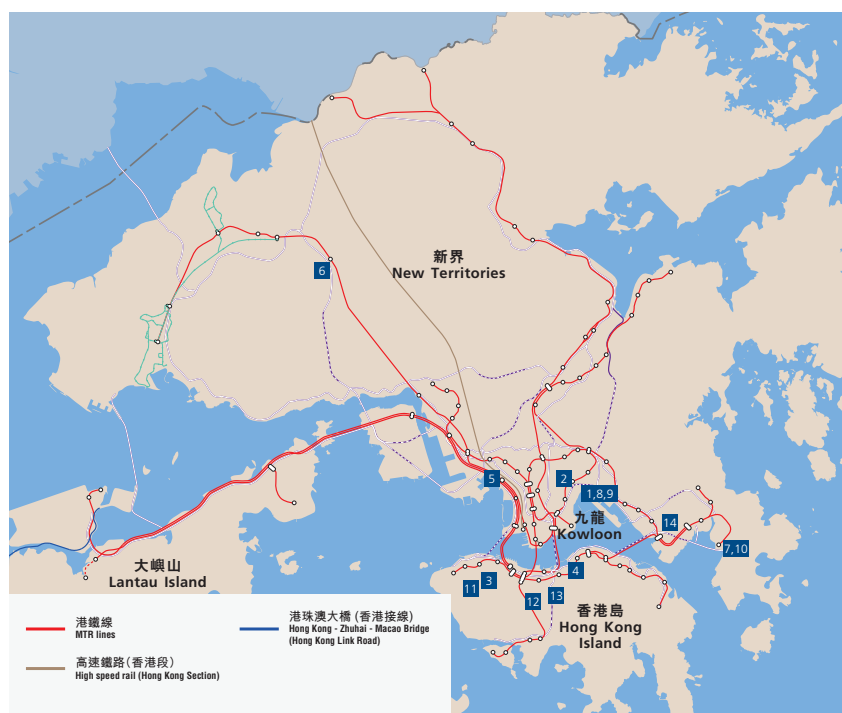 新界
New Territories
6
5
2
1,8,9
九龍
Kowloon
14
7,10
大嶼山
Lantau Island
11
3
4
12
13
香港島
Hong Kong
Island
港鐵線
MTR lines
高速鐵路(香港段)
High speed rail (Hong Kong Section)
港珠澳大橋 (香港接線)
Hong Kong - Zhuhai - Macao Bridge
(Hong Kong Link Road)